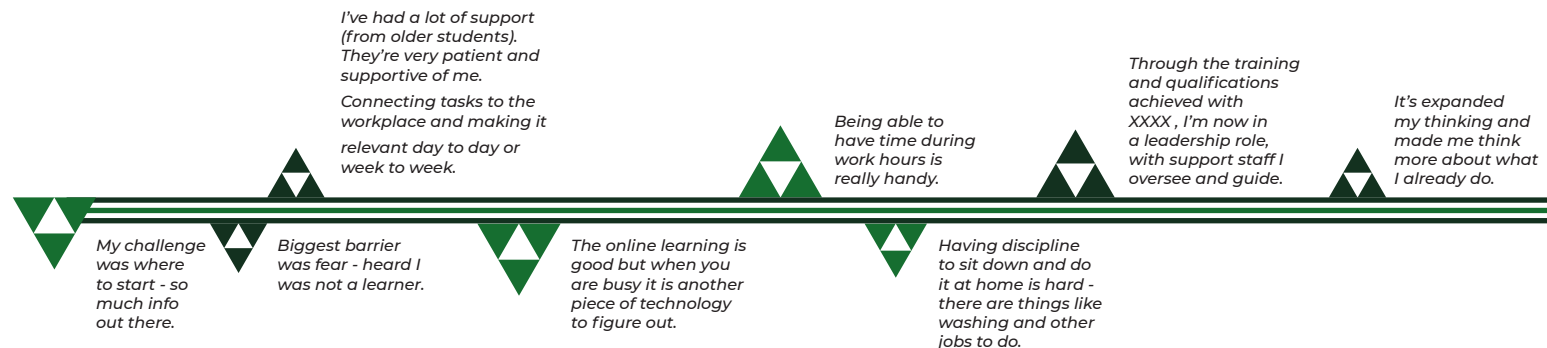 I've had a lot of support
(from older students).
They're very patient and
supportive of me.
Connecting tasks to the
workplace and making it
relevant day to day or
week to week.
Being able to
have time during
work hours is
really handy.
Through the training
and qualifications
achieved with
XXXX , I'm now in
a leadership role,
with support staff I
oversee and guide.
It's expanded
my thinking and
made me think
more about what
I already do.
My challenge
was where
to start - so
much info
out there.
Biggest barrier
was fear - heard I
was not a learner.
The online learning is
good but when you
are busy it is another
piece of technology
to figure out.
Having discipline
to sit down and do
it at home is hard -
there are things like
washing and other
jobs to do.